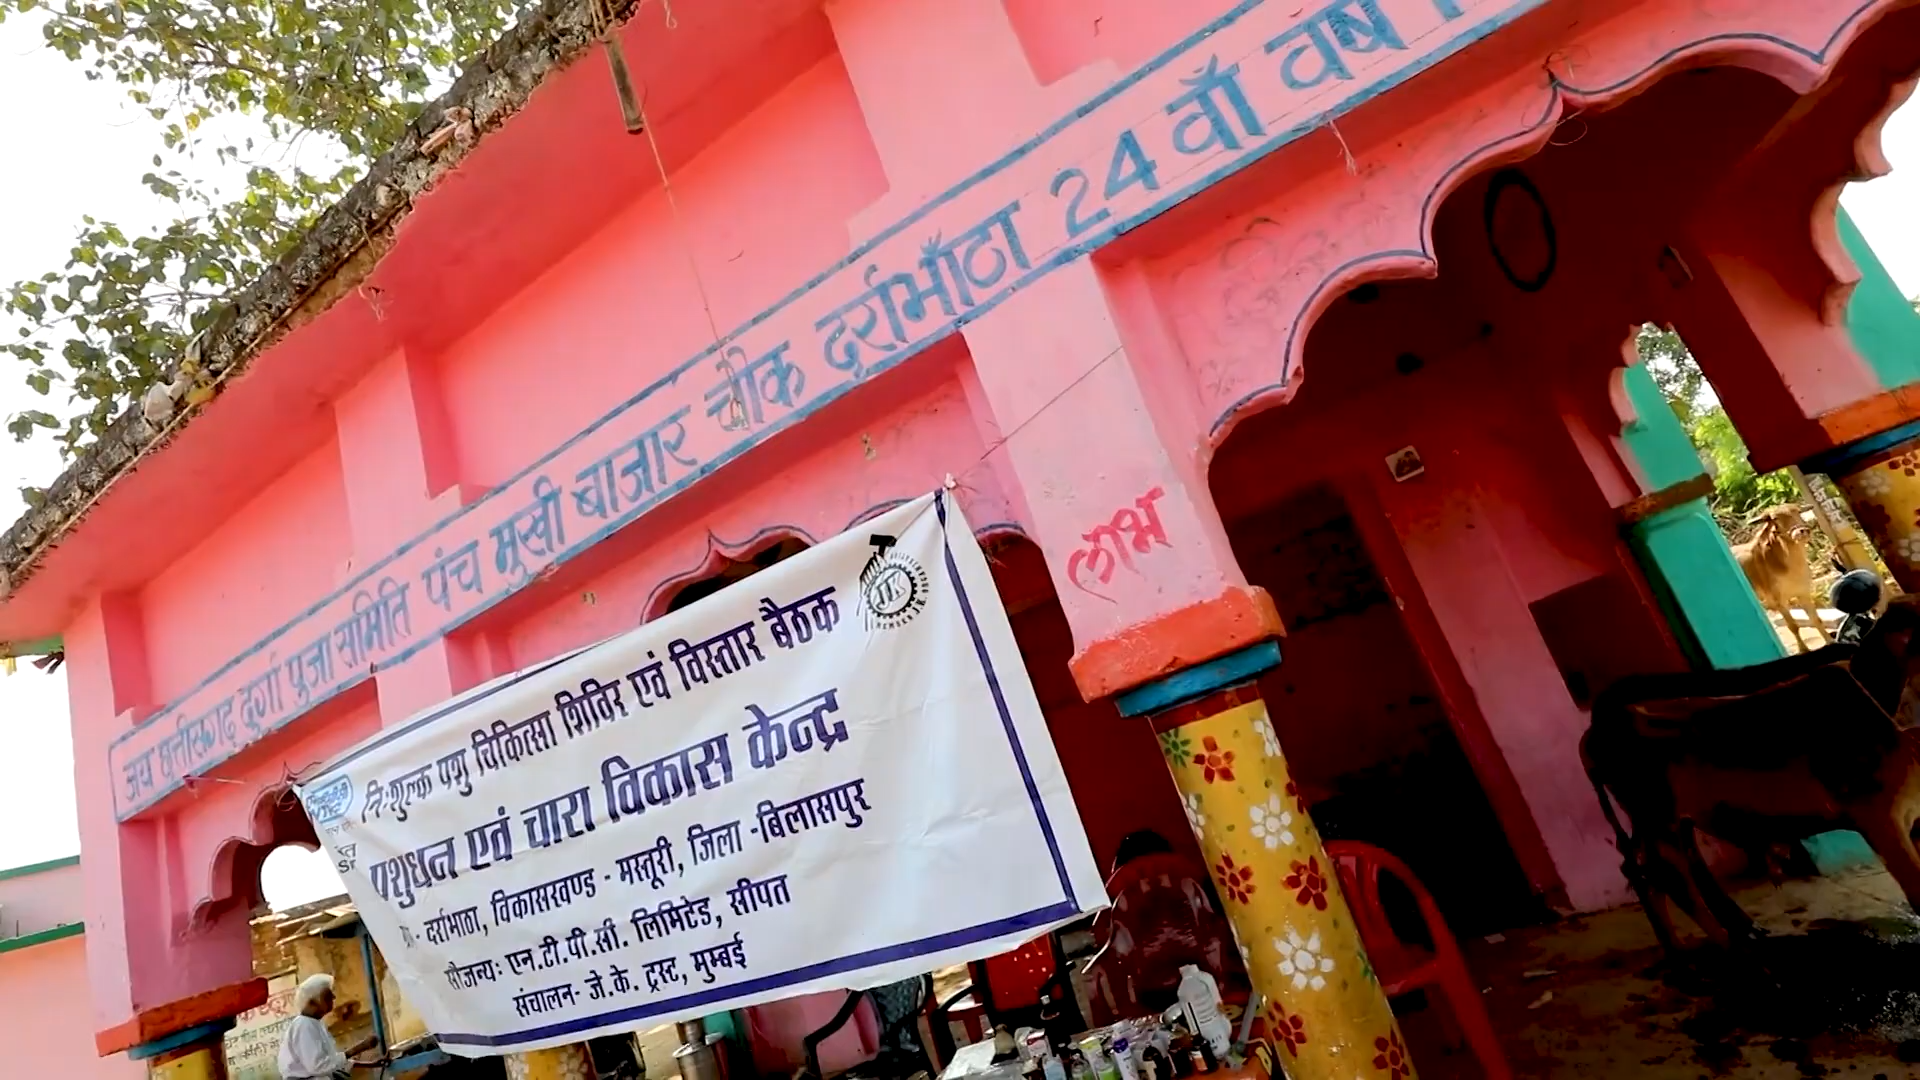 जय छत्तीसगढ़ दुर्गा पुजा समिति पंच मुखी बाजार चौक दर्राभाँठा 24 वाँ वर्ष
लाभ
JK
निःशुल्क पशु चिकित्सा शिविर एवं विस्तार बैठक
पशुधन एवं चारा विकास केन्द्र
ग्रा.- दर्राभाठा, विकासखण्ड - मस्तूरी, जिला -बिलासपुर
सौजन्यः एन.टी.पी.सी. लिमिटेड, सीपत
संचालन- जे.के. ट्रस्ट, मुम्बई